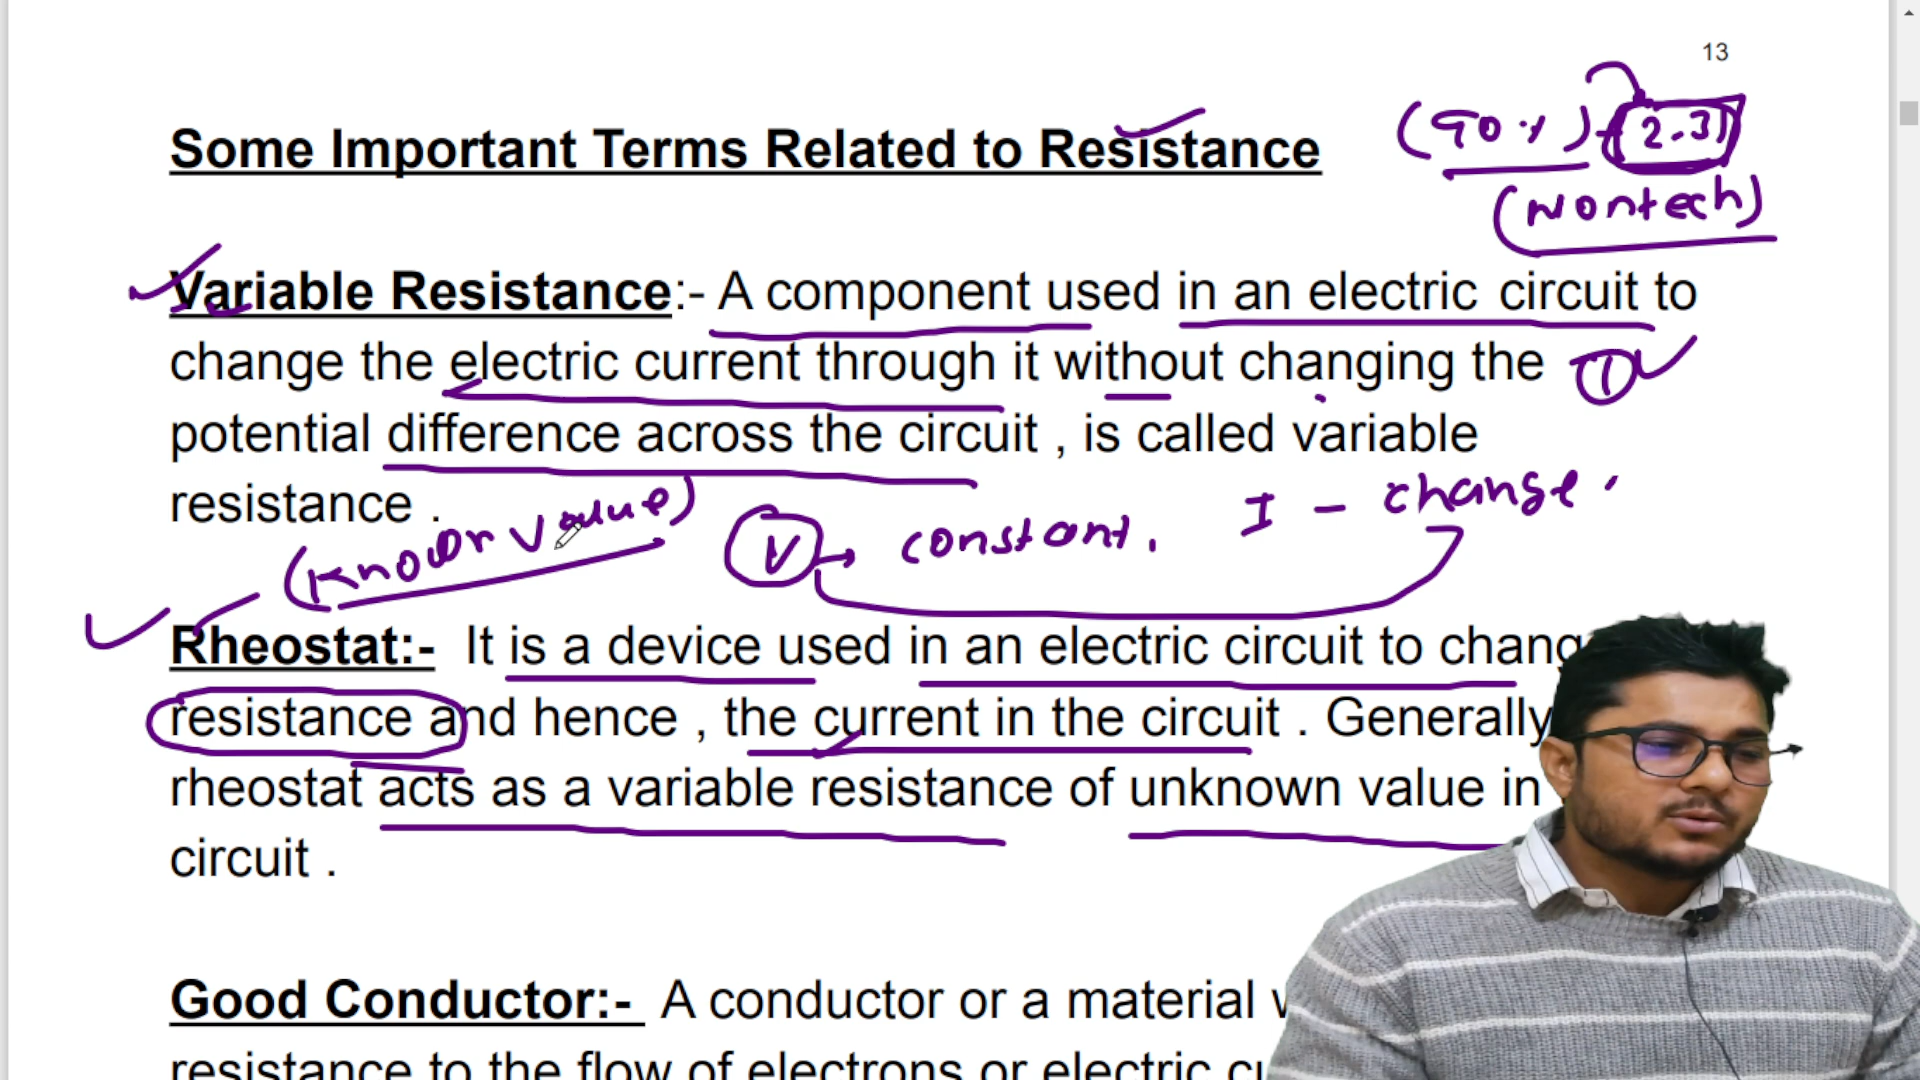 13
Some Important Terms Related to Resistance
(90%) (2-3)
(Nontech)
Variable Resistance:- A component used in an electric circuit to
change the electric current through it without changing the
potential difference across the circuit , is called variable
resistance .
I - change
(Known value)
V → constant.
Rheostat:- It is a device used in an electric circuit to chang
resistance and hence , the current in the circuit . Generally
rheostat acts as a variable resistance of unknown value in
circuit .
Good Conductor:- A conductor or a material
resistance to the flow of electrons or electric